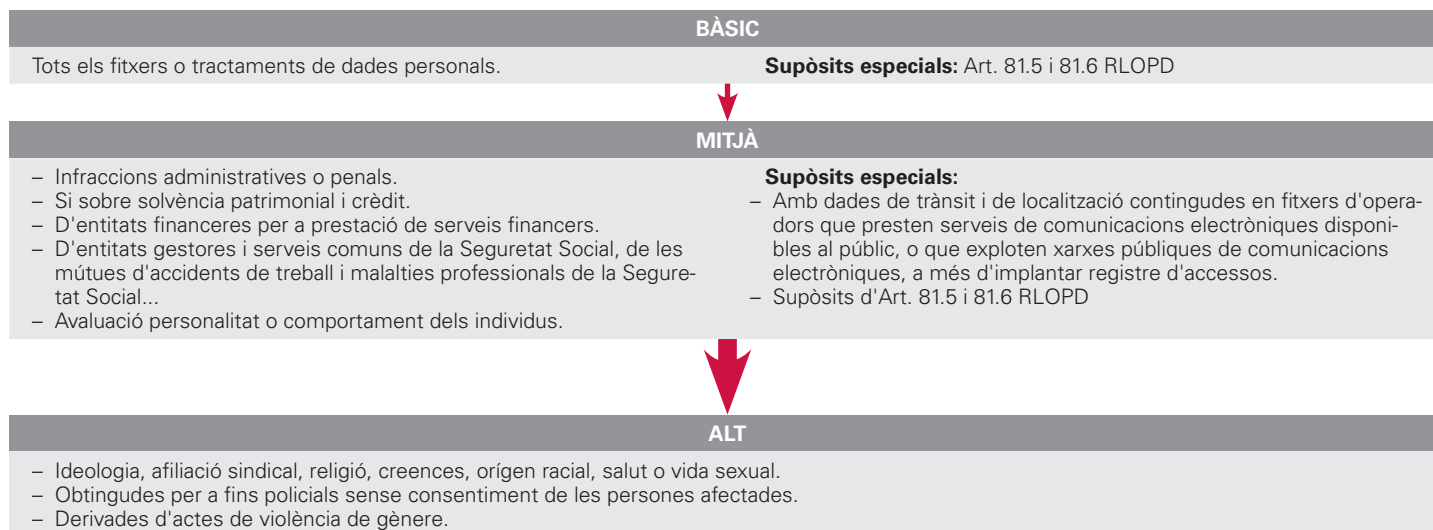 BÀSIC
Tots els fitxers o tractaments de dades personals.
Supòsits especials: Art. 81.5 i 81.6 RLOPD
MITJÀ
– Infraccions administratives o penals.
– Si sobre solvència patrimonial i crèdit.
– D'entitats financeres per a prestació de serveis financers.
– D'entitats gestores i serveis comuns de la Seguretat Social, de les
mútues d'accidents de treball i malalties professionals de la Segure-
tat Social...
– Avaluació personalitat o comportament dels individus.
Supòsits especials:
– Amb dades de trànsit i de localització contingudes en fitxers d'opera-
dors que presten serveis de comunicacions electròniques disponi-
bles al públic, o que exploten xarxes públiques de comunicacions
electròniques, a més d'implantar registre d'accessos.
– Supòsits d'Art. 81.5 i 81.6 RLOPD
ALT
– Ideologia, afiliació sindical, religió, creences, orígen racial, salut o vida sexual.
– Obtingudes per a fins policials sense consentiment de les persones afectades.
– Derivades d'actes de violència de gènere.